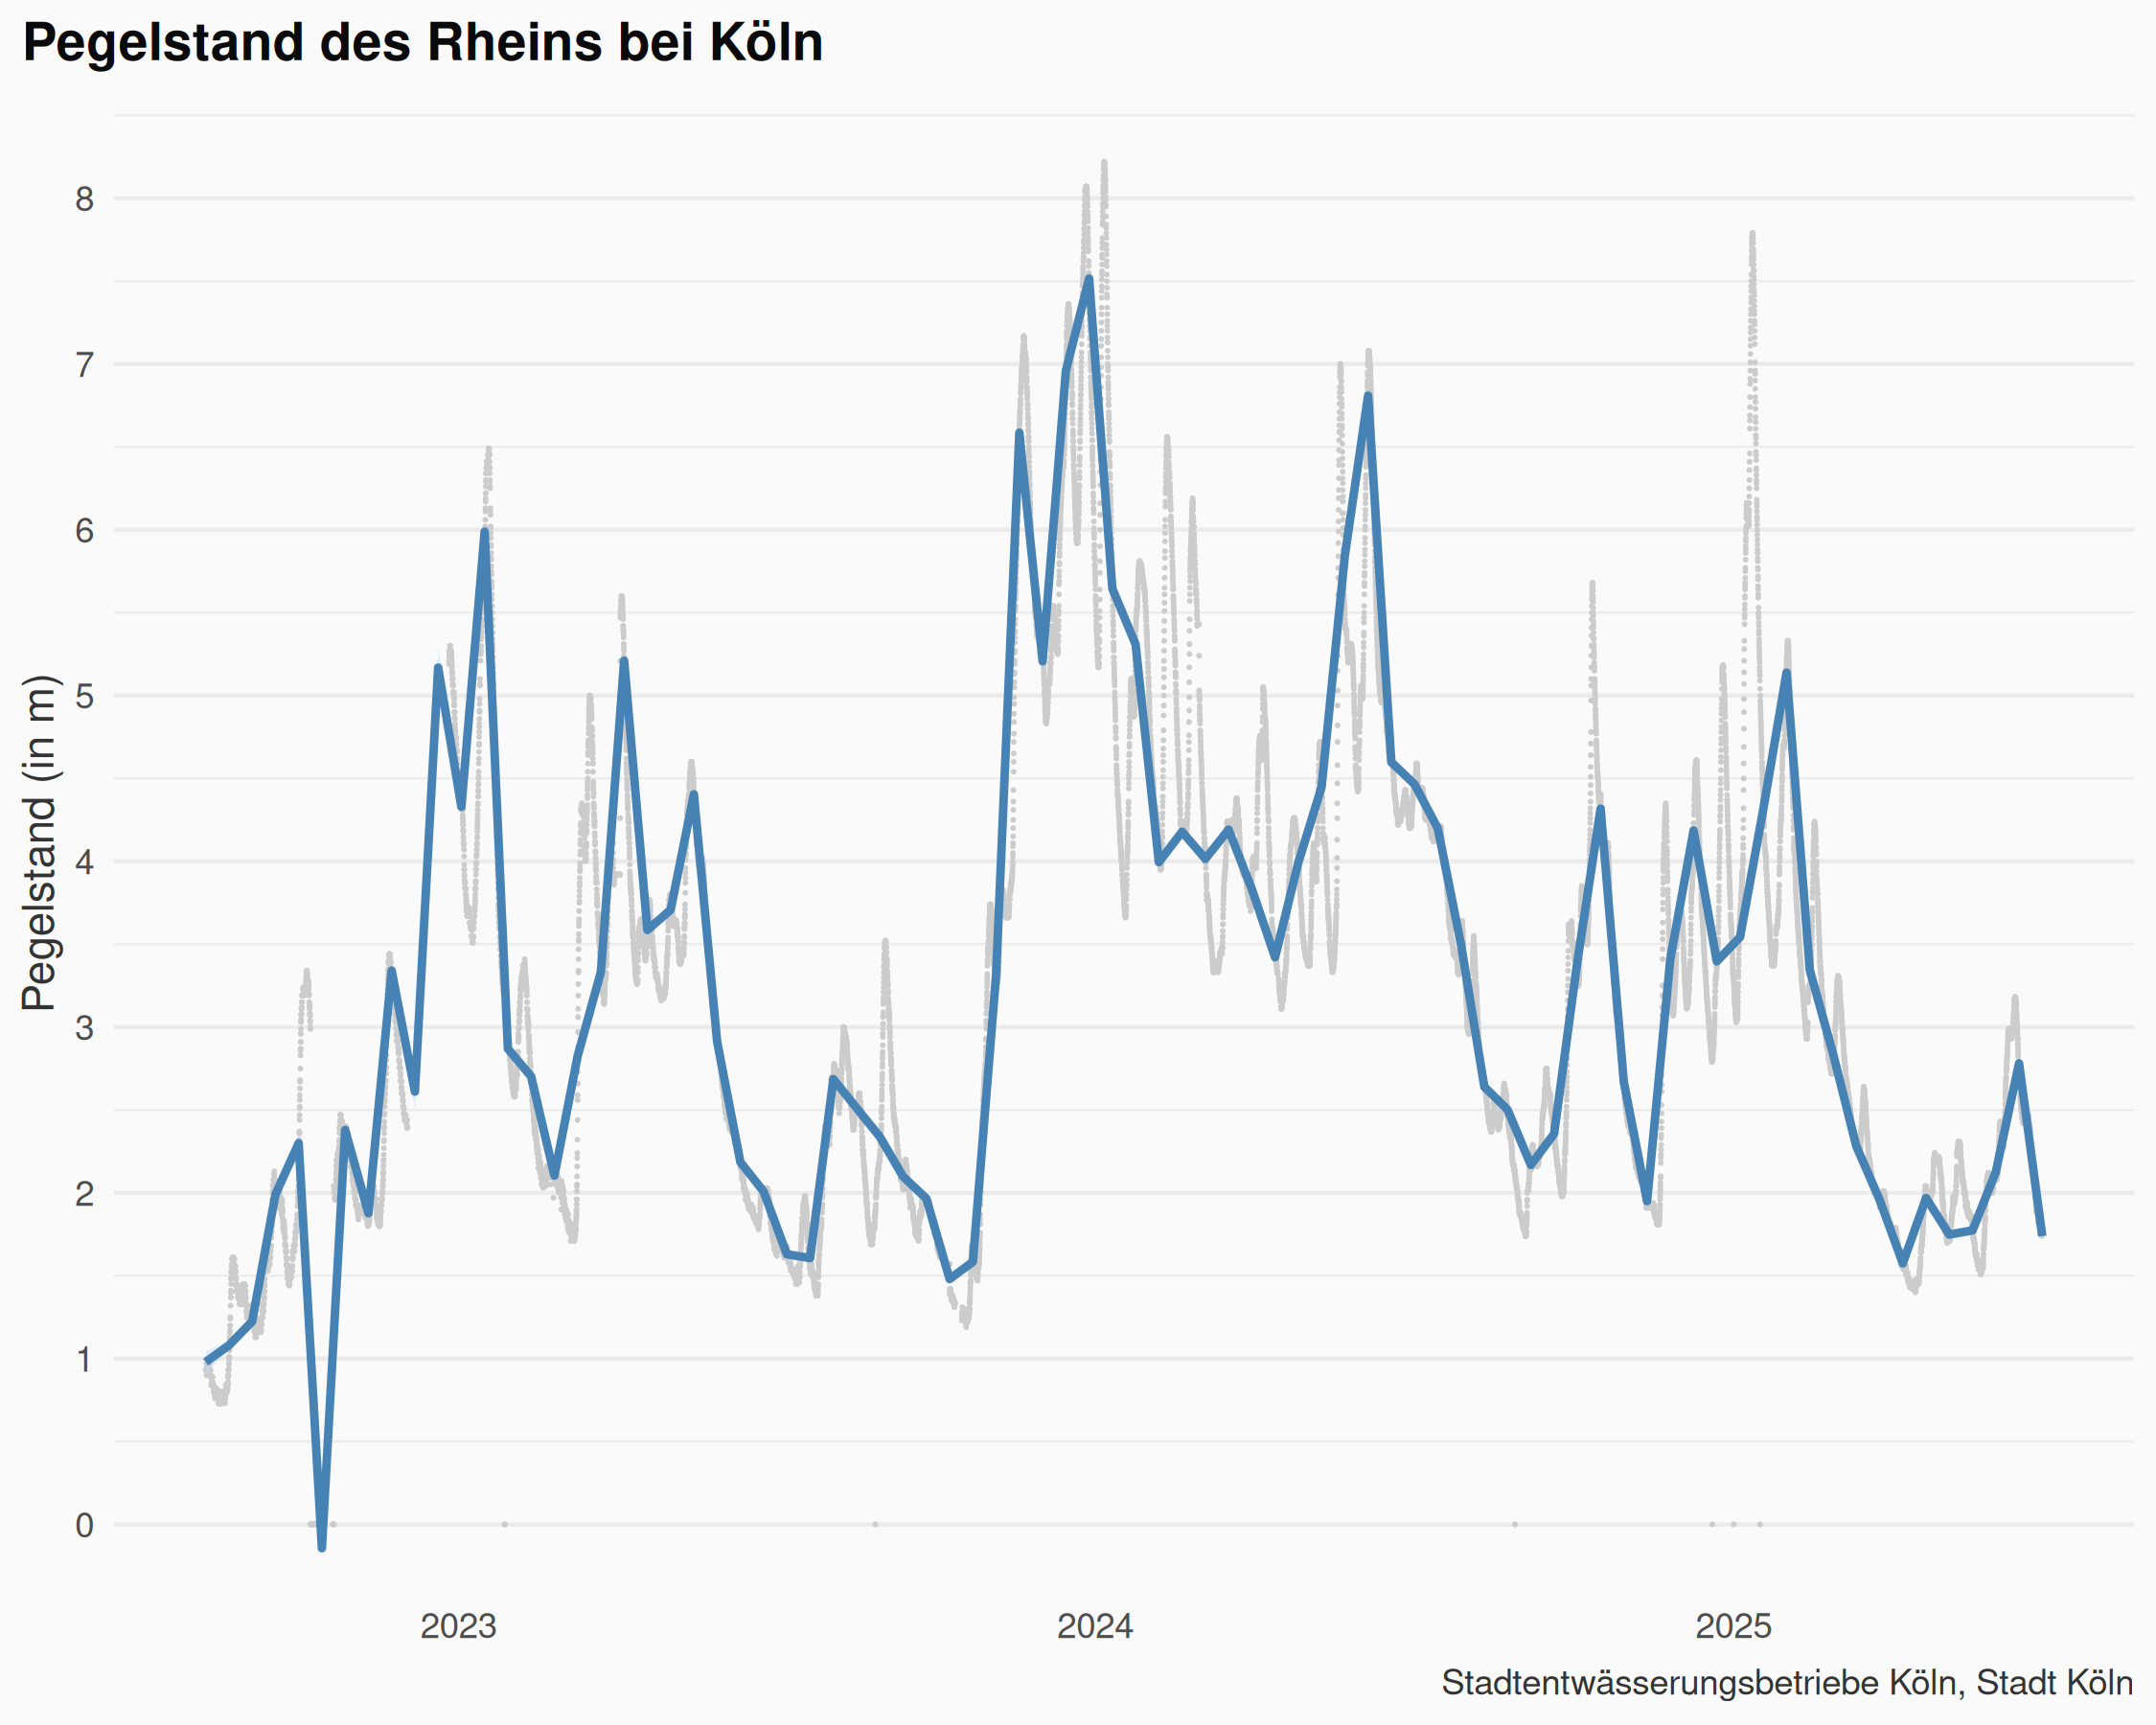 Pegelstand des Rheins bei Köln
Pegelstand (in m)
8
7
6
5
4
3
2
1
0
2023 2024 2025
Stadtentwässerungsbetriebe Köln, Stadt Köln